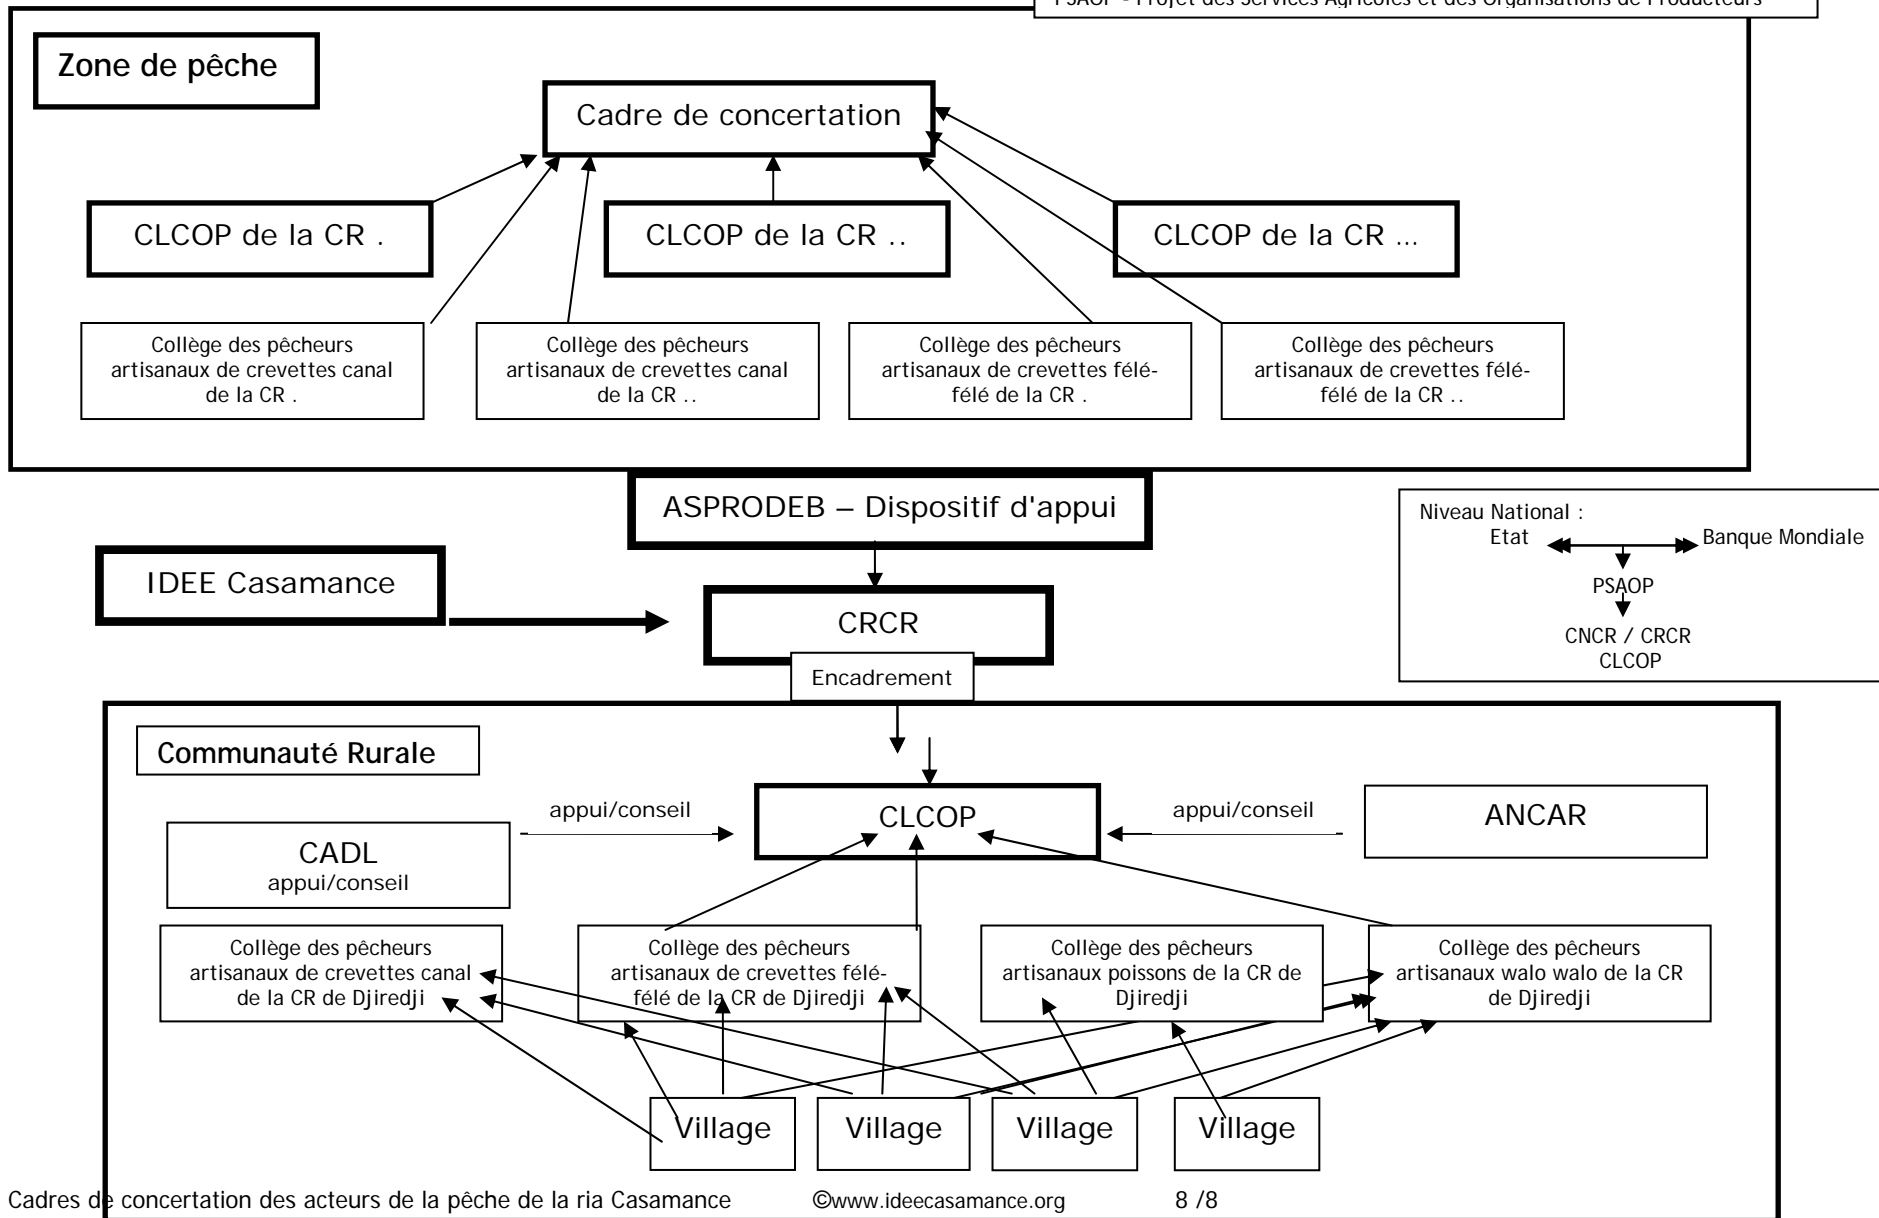 PSAOP - Projet des Services Agricoles et des Organisations de Producteurs
Zone de pêche
Cadre de concertation
CLCOP de la CR .
CLCOP de la CR ..
CLCOP de la CR ...
Collège des pêcheurs
artisanaux de crevettes canal
de la CR .
Collège des pêcheurs
artisanaux de crevettes canal
de la CR ..
Collège des pêcheurs
artisanaux de crevettes félé-
félé de la CR .
Collège des pêcheurs
artisanaux de crevettes félé-
félé de la CR ..
ASPRODEB – Dispositif d'appui
Niveau National :
Etat
Banque Mondiale
PSAOP
CNCR / CRCR
CLCOP
IDEE Casamance
CRCR
Encadrement
Communauté Rurale
appui/conseil
CLCOP
appui/conseil
ANCAR
CADL
appui/conseil
Collège des pêcheurs
artisanaux de crevettes canal
de la CR de Djiredji
Collège des pêcheurs
artisanaux de crevettes félé-
félé de la CR de Djiredji
Collège des pêcheurs
artisanaux poissons de la CR de
Djiredji
Collège des pêcheurs
artisanaux walo walo de la CR
de Djiredji
Village
Village
Village
Village
Cadres de concertation des acteurs de la pêche de la ria Casamance ©www.ideecasamance.org 8 /8